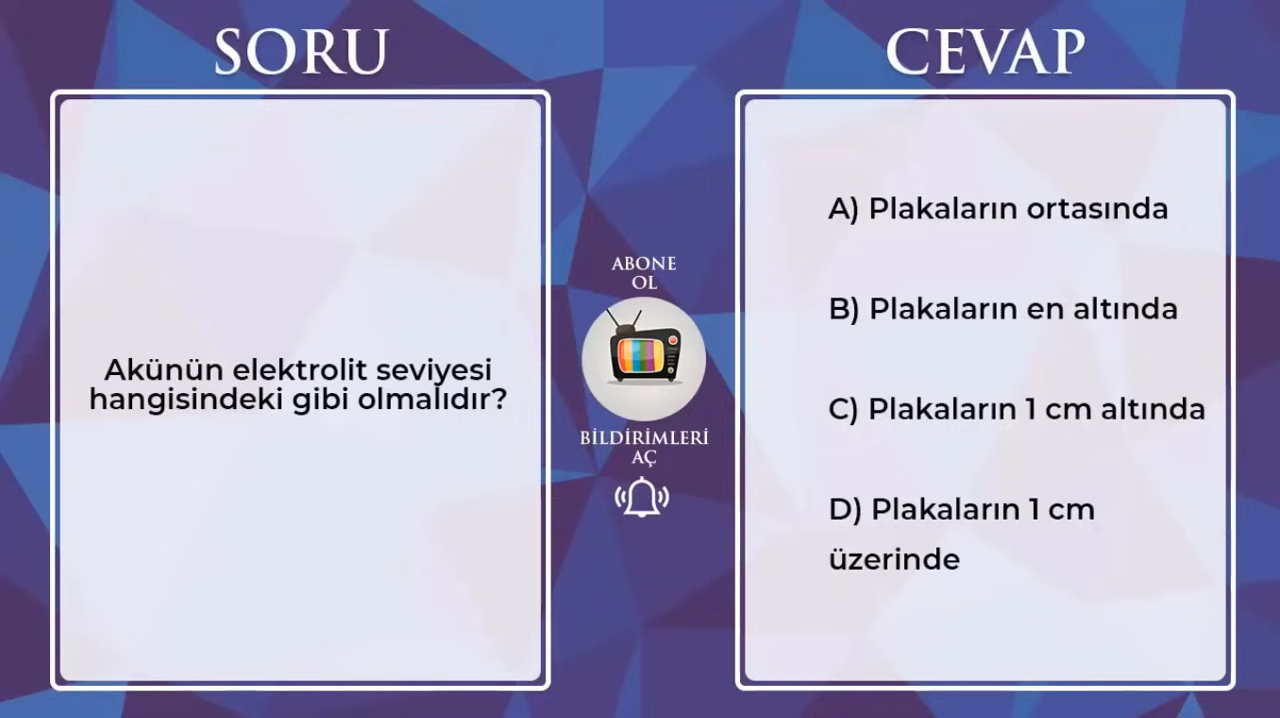 SORU
Akünün elektrolit seviyesi
hangisindeki gibi olmalıdır?
ABONE
OL
BİLDİRİMLERİ
AÇ
CEVAP
A) Plakaların ortasında
B) Plakaların en altında
C) Plakaların 1 cm altında
D) Plakaların 1 cm
üzerinde